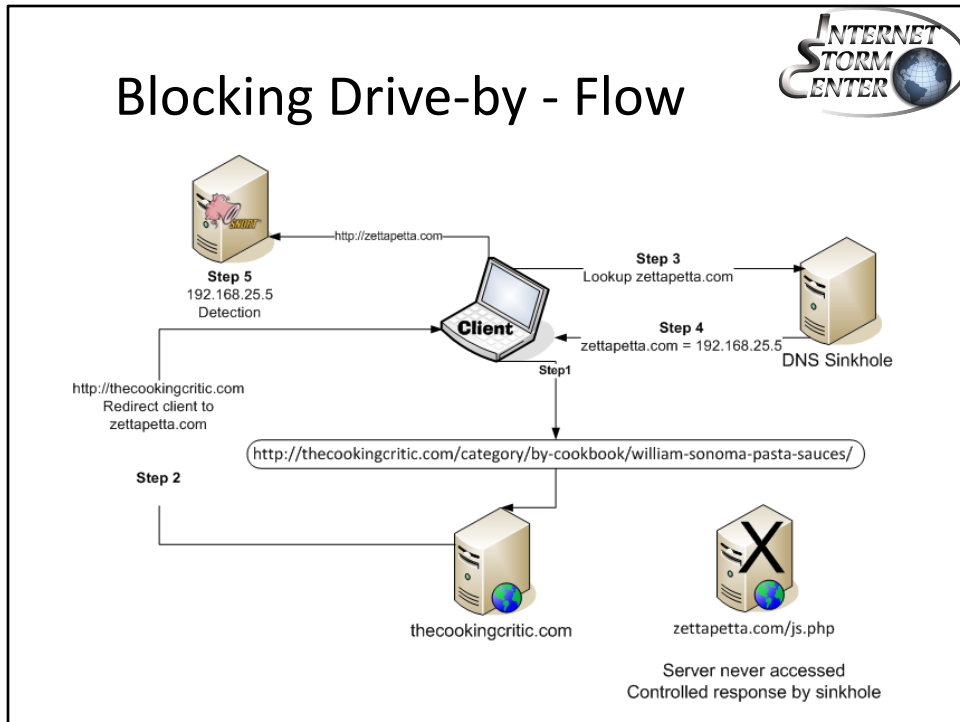 INTERNET
STORM
CENTER
Blocking Drive-by - Flow
SNORT
http://zettapetta.com
Step 5
192.168.25.5
Detection
Step 3
Lookup zettapetta.com
Client
Step 4
zettapetta.com = 192.168.25.5
DNS Sinkhole
Step1
http://thecookingcritic.com
Redirect client to
zettapetta.com
http://thecookingcritic.com/category/by-cookbook/william-sonoma-pasta-sauces/
Step 2
X
thecookingcritic.com
zettapetta.com/js.php
Server never accessed
Controlled response by sinkhole